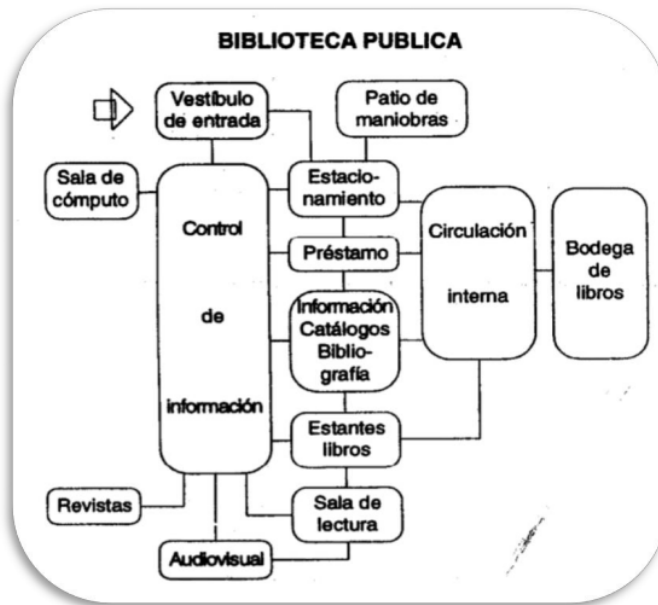 BIBLIOTECA PUBLICA
Vestíbulo
de entrada
Patio de
maniobras
Sala de
cómputo
Estacio-
namiento
Control
de
información
Préstamo
Circulación
interna
Bodega
de
libros
Información
Catálogos
Biblio-
grafía
Estantes
libros
Revistas
Sala de
lectura
Audiovisual